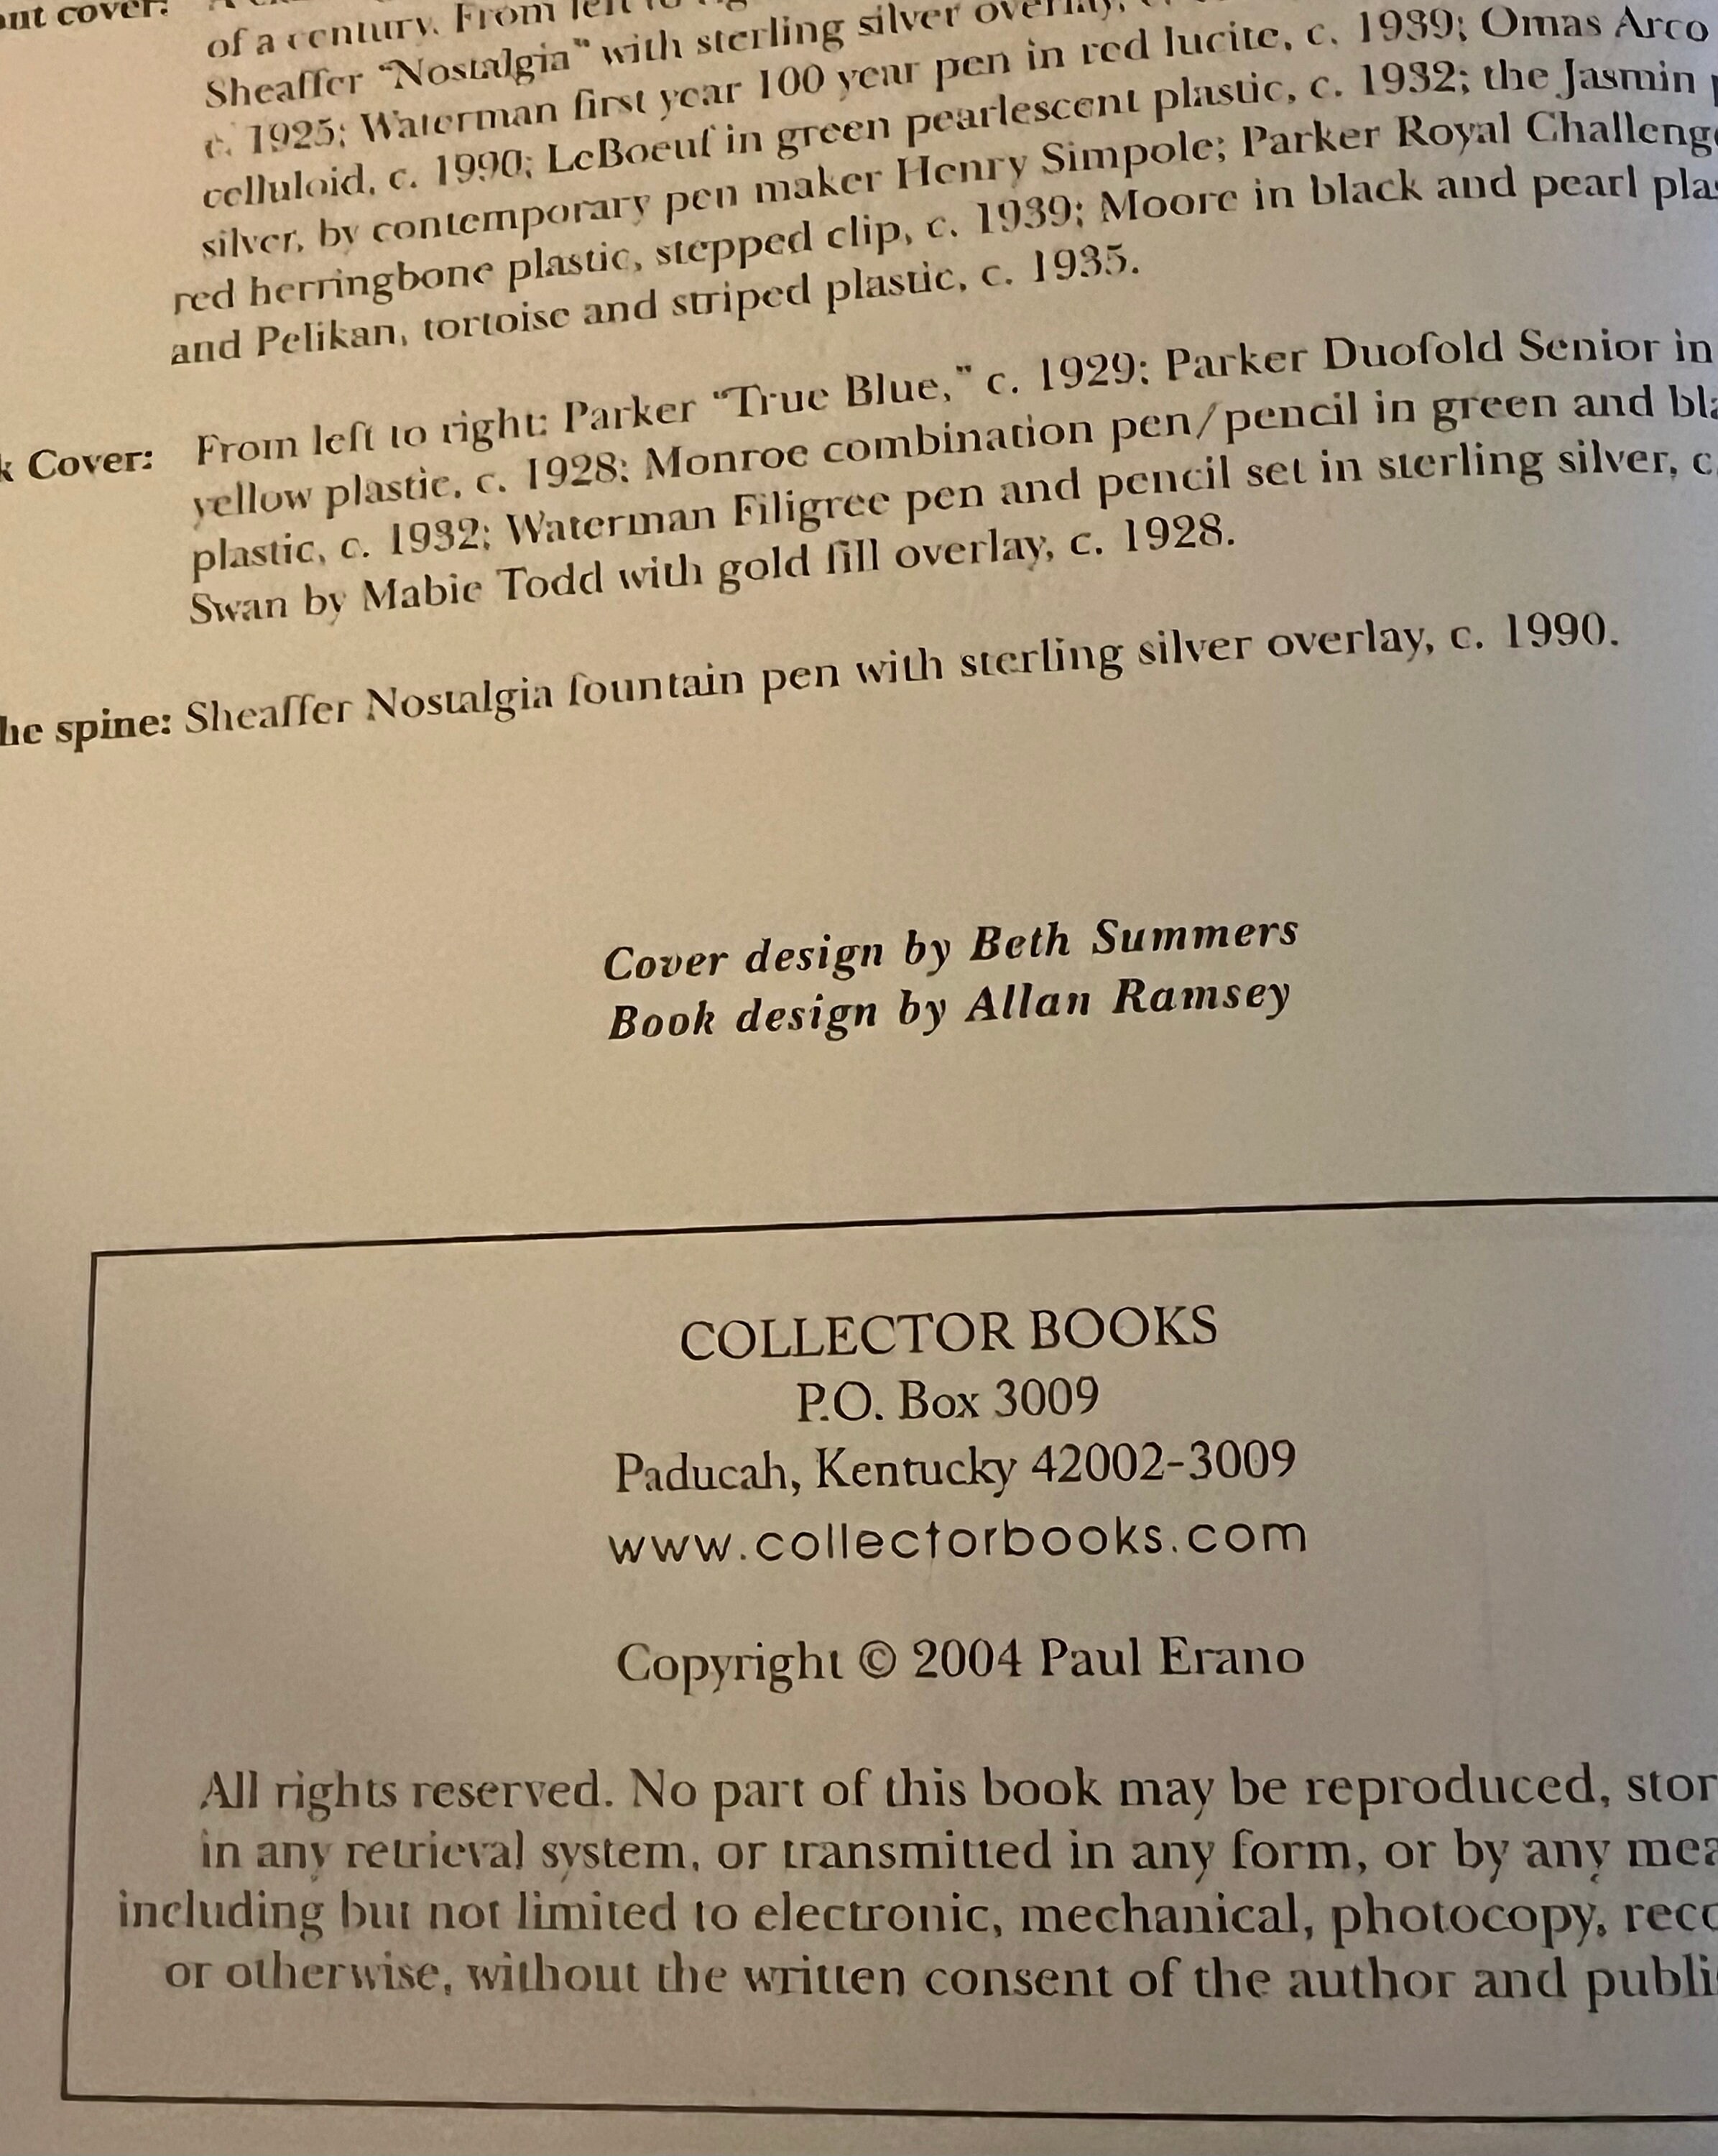 cover:
of a century. From left to
Sheaffer "Nostalgia" with sterling silver overlay,
c. 1925; Waterman first year 100 year pen in red lucite, c. 1939; Omas Arco
celluloid, c. 1990; LeBoeuf in green pearlescent plastic, c. 1932; the Jasmin
silver, by contemporary pen maker Henry Simpole; Parker Royal Challeng
red herringbone plastic, stepped clip, c. 1939; Moore in black and pearl pla
and Pelikan, tortoise and striped plastic, c. 1935.
k Cover: From left to right: Parker "True Blue," c. 1929; Parker Duofold Senior in
yellow plastic, c. 1928; Monroe combination pen/pencil in green and bla
plastic, c. 1932; Waterman Filigree pen and pencil set in sterling silver, c.
Swan by Mabie Todd with gold fill overlay, c. 1928.
he spine: Sheaffer Nostalgia fountain pen with sterling silver overlay, c. 1990.
Cover design by Beth Summers
Book design by Allan Ramsey
COLLECTOR BOOKS
P.O. Box 3009
Paducah, Kentucky 42002-3009
www.collectorbooks.com
Copyright © 2004 Paul Erano
All rights reserved. No part of this book may be reproduced, stor
in any retrieval system, or transmitted in any form, or by any mea
including but not limited to electronic, mechanical, photocopy, reco
or otherwise, without the written consent of the author and publi